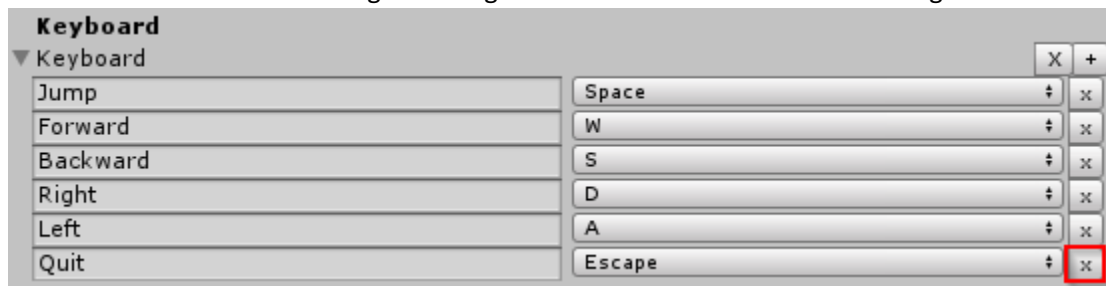 Keyboard
Keyboard X +
Jump Space x
Forward W x
Backward S x
Right D x
Left A x
Quit Escape x